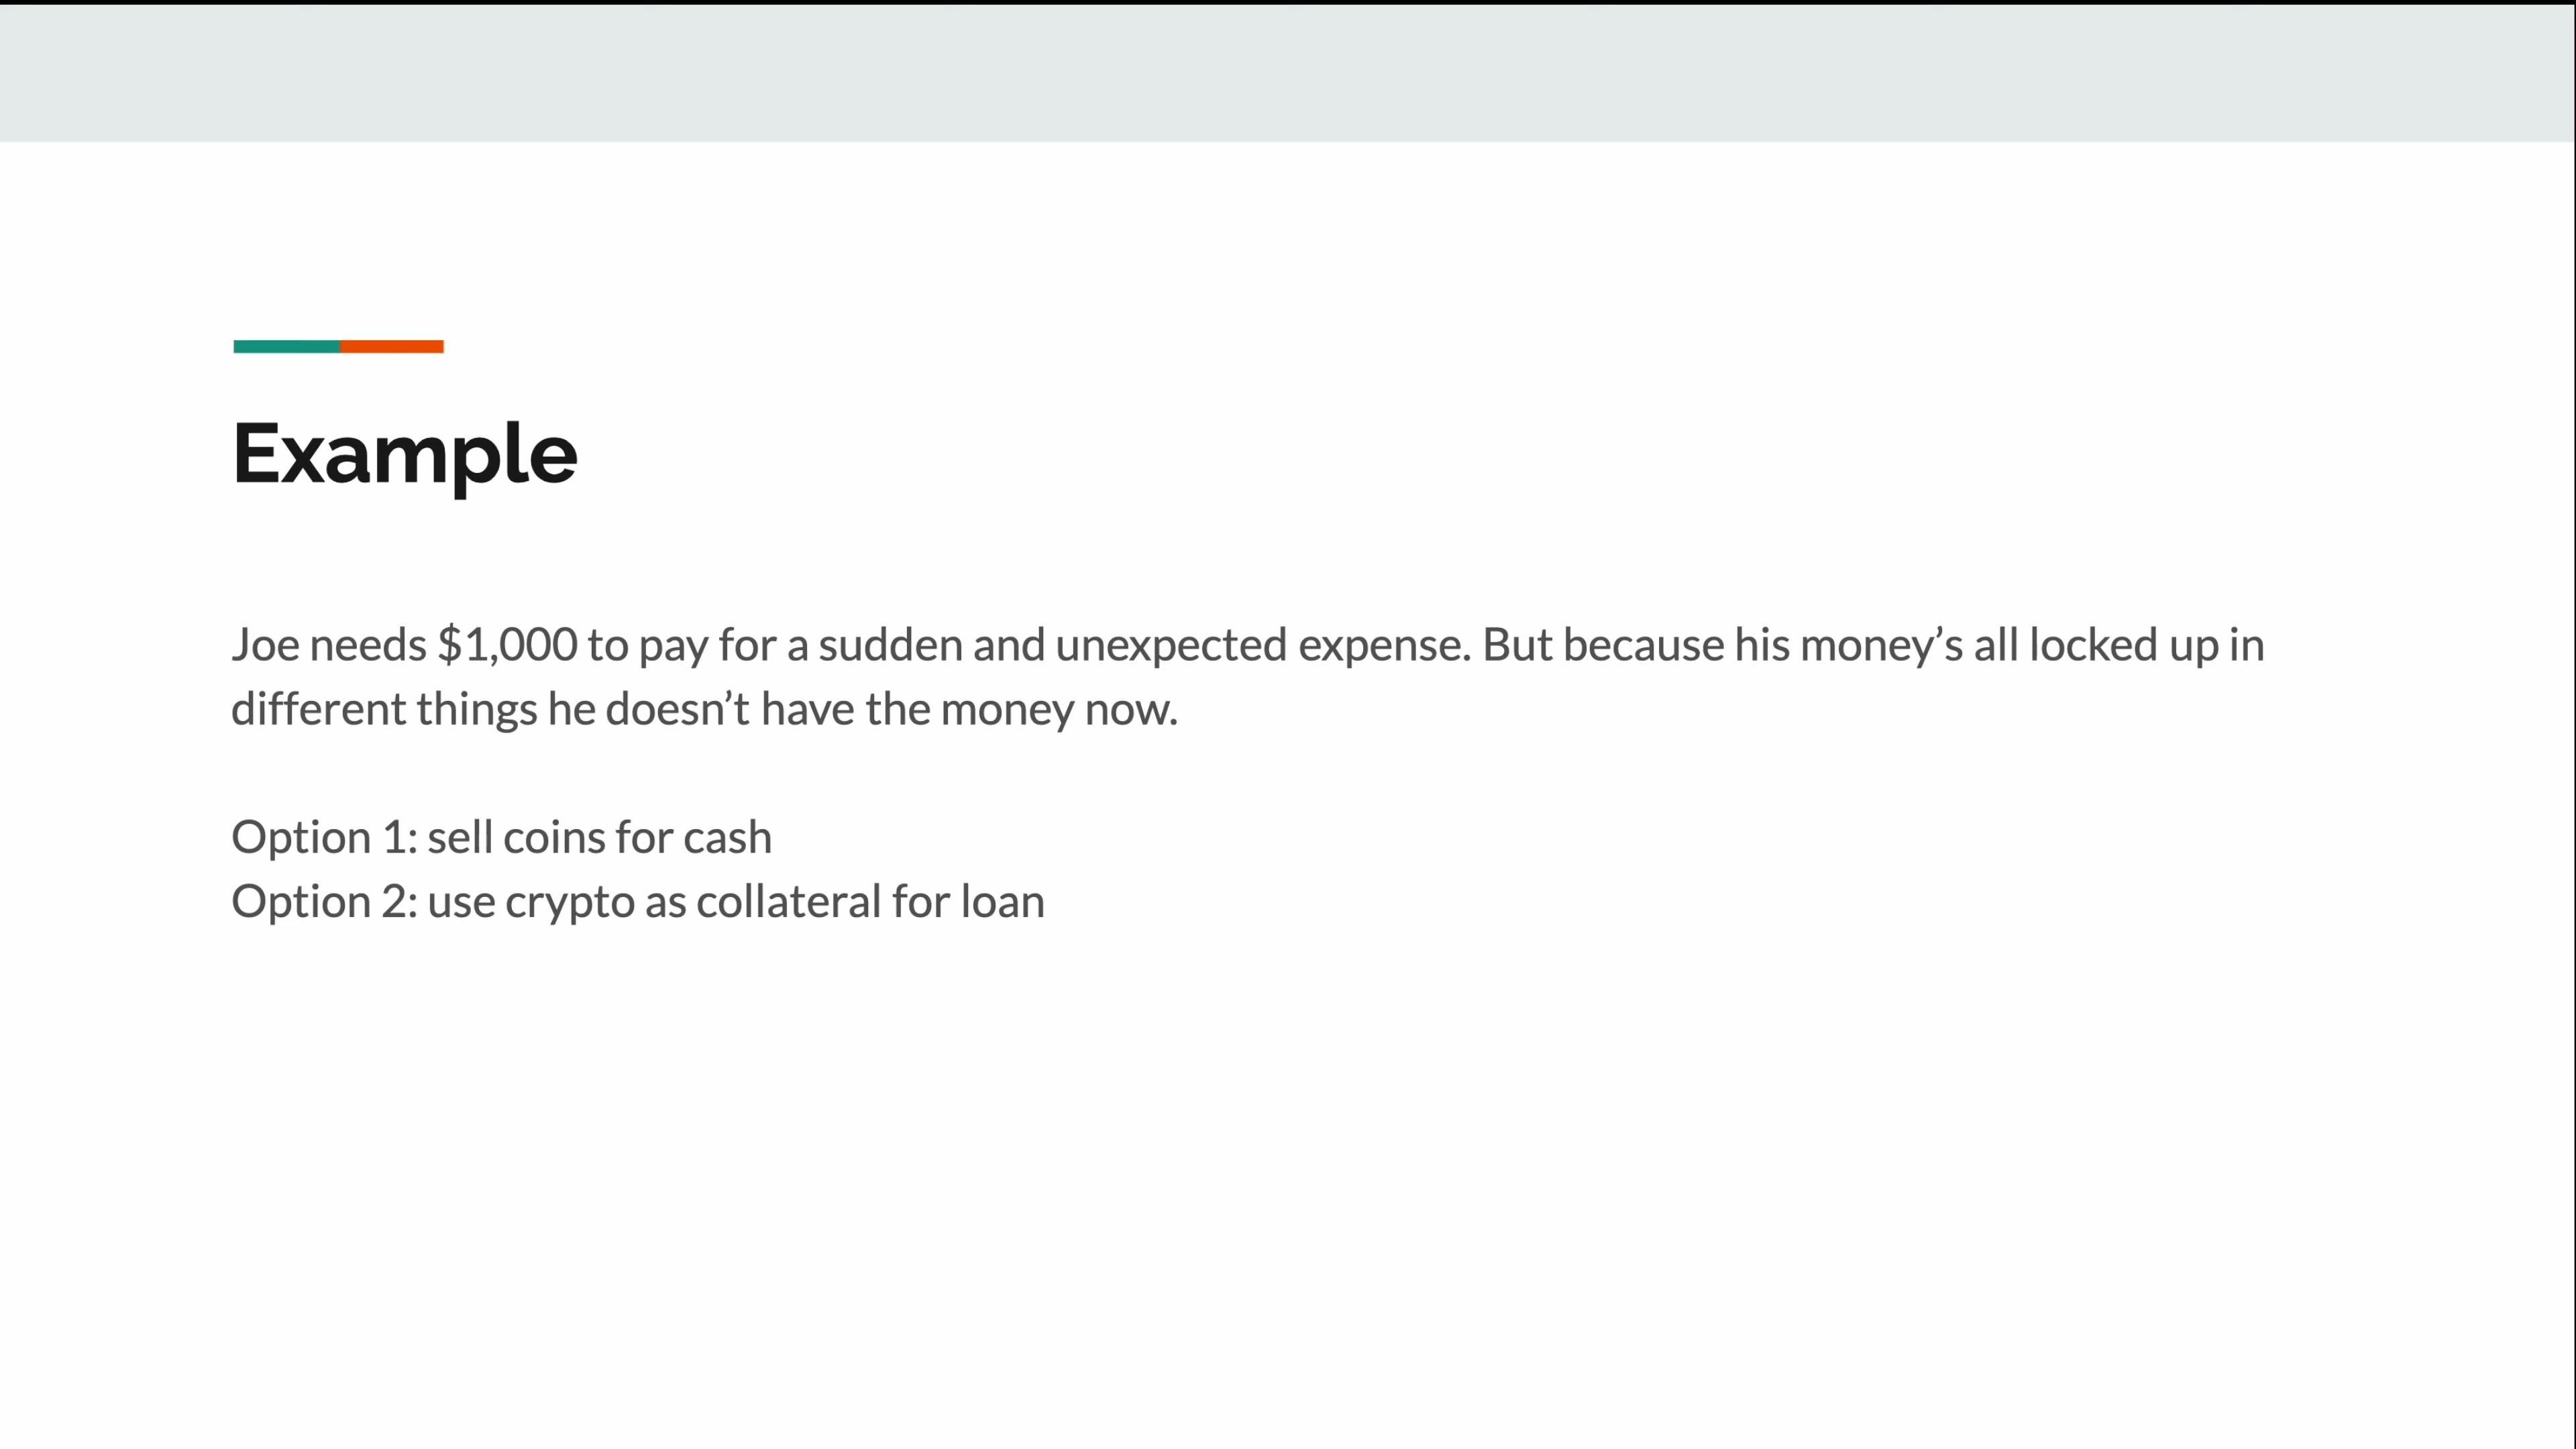 Example
Joe needs $1,000 to pay for a sudden and unexpected expense. But because his money’s all locked up in
different things he doesn’t have the money now.
Option 1: sell coins for cash
Option 2: use crypto as collateral for loan